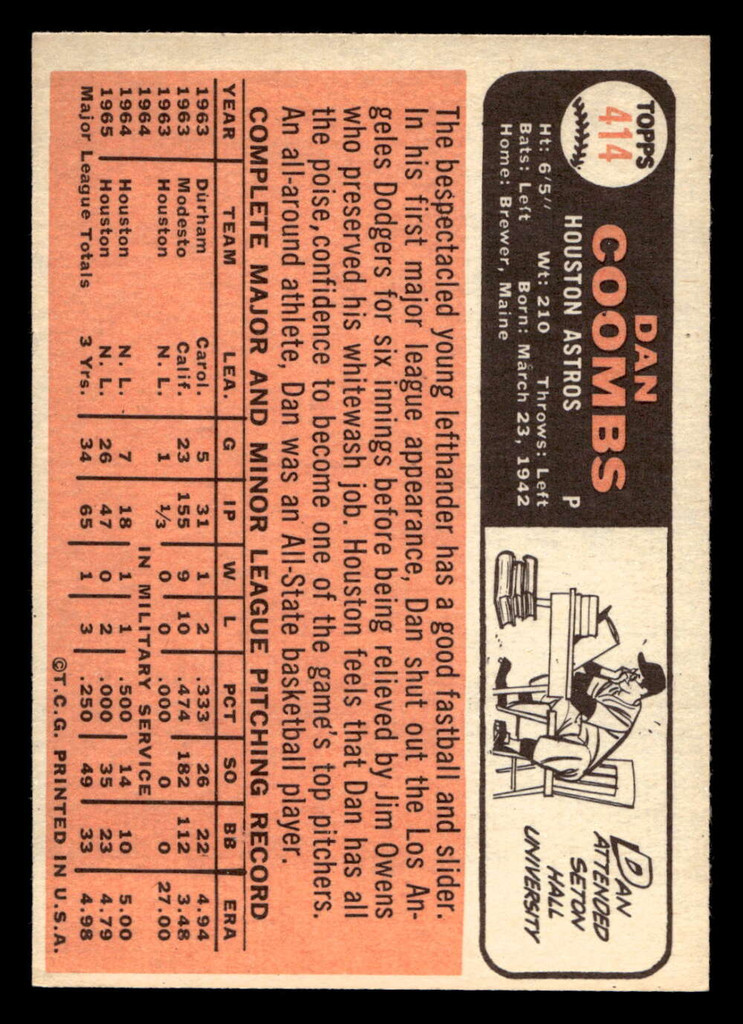 TOPPS
414
DAN
COOMBS
HOUSTON ASTROS P
Ht: 6'5" Wt: 210 Throws: Left
Bats: Left Born: March 23, 1942
Home: Brewer, Maine
DAN
ATTENDED
SETON
HALL
UNIVERSITY
The bespectacled young lefthander has a good fastball and slider.
In his first major league appearance, Dan shut out the Los An-
geles Dodgers for six innings before being relieved by Jim Owens
who preserved his whitewash job. Houston feels that Dan has all
the poise, confidence to become one of the game's top pitchers.
An all-around athlete, Dan was an All-State basketball player.
COMPLETE MAJOR AND MINOR LEAGUE PITCHING RECORD
YEAR TEAM LEA. G IP W L PCT SO BB ERA
1963 Durham Carol. 5 31 1 2 .333 26 22 4.94
1963 Modesto Calif. 23 155 9 10 .474 182 112 3.48
1963 Houston N. L. 1 1/3 0 0 .000 0 0 27.00
1964 IN MILITARY SERVICE
1964 Houston N. L. 7 18 1 1 .500 14 10 5.00
1965 Houston N. L. 26 47 0 2 .000 35 23 4.79
Major League Totals 3 Yrs. 34 65 1 3 .250 49 33 4.98
©T.C.G. PRINTED IN U.S.A.